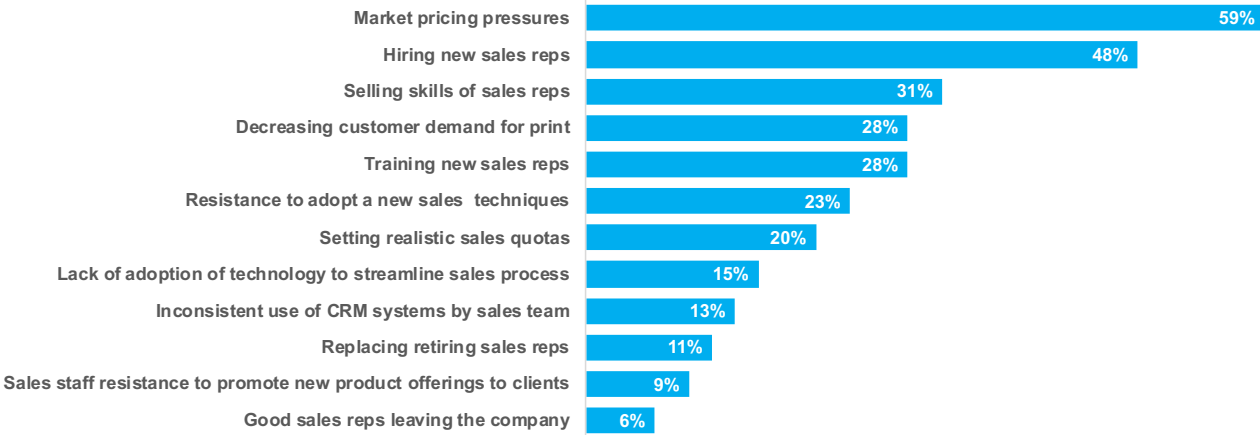 Market pricing pressures 59%
Hiring new sales reps 48%
Selling skills of sales reps 31%
Decreasing customer demand for print 28%
Training new sales reps 28%
Resistance to adopt a new sales  techniques 23%
Setting realistic sales quotas 20%
Lack of adoption of technology to streamline sales process 15%
Inconsistent use of CRM systems by sales team 13%
Replacing retiring sales reps 11%
Sales staff resistance to promote new product offerings to clients 9%
Good sales reps leaving the company 6%